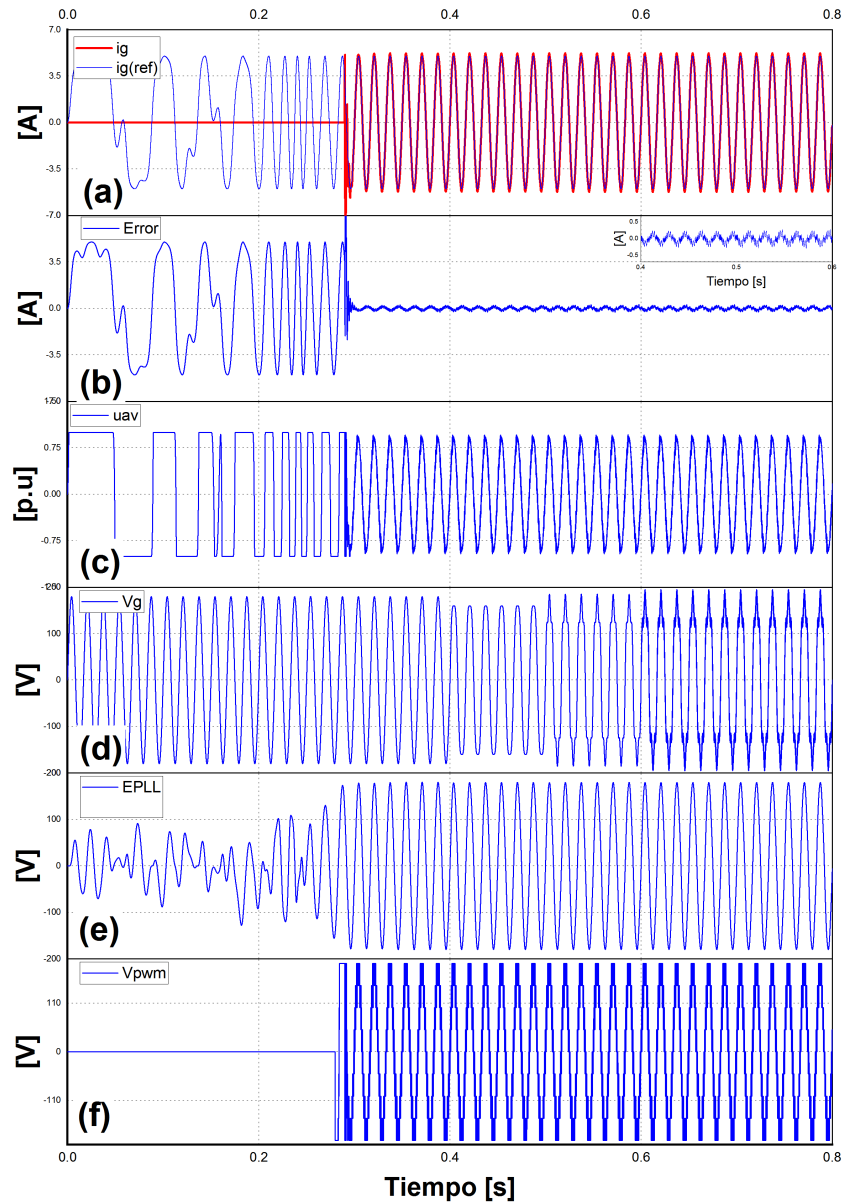 0.0 0.2 0.4 0.6 0.8
7.0
ig
ig(ref)
3.5
0.0
[A]
-3.5
(a)
-7.0
Error
3.5
0.0
[A]
-3.5
(b)
0.5
0.0
-0.5
[A]
0.4 0.5 0.6
Tiempo [s]
uav
0.75
0.00
[p.u]
-0.75
(c)
Vg
100
0
[V]
-100
(d)
-200
EPLL
100
0
[V]
-100
(e)
-200
Vpwm
110
0
[V]
-110
(f)
0.0 0.2 0.4 0.6 0.8
Tiempo [s]